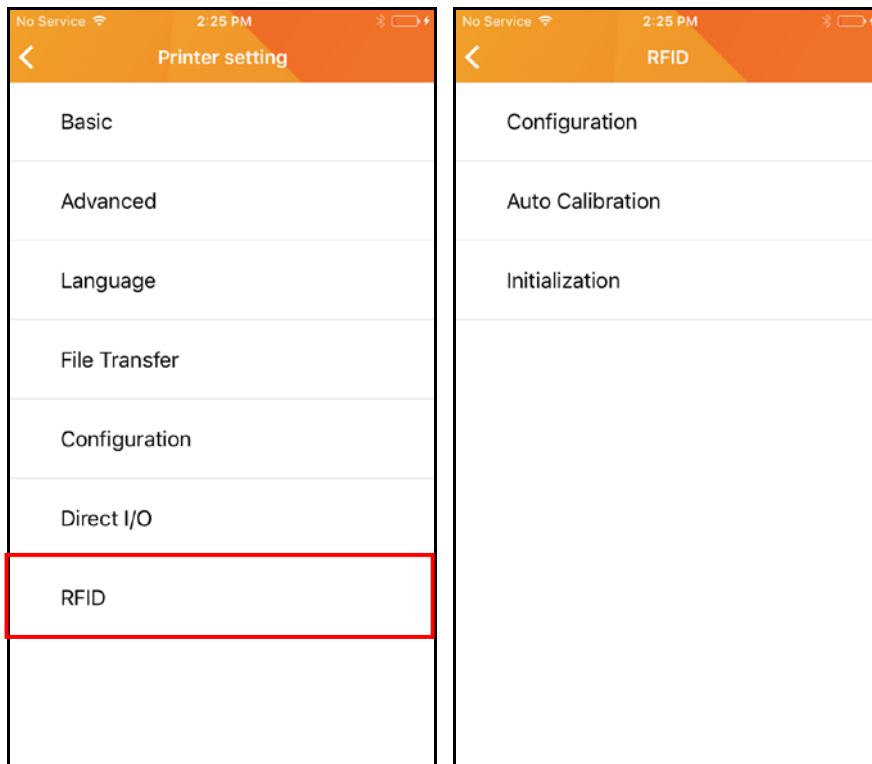 No Service 2:25 PM
Printer setting
Basic
Advanced
Language
File Transfer
Configuration
Direct I/O
RFID
No Service 2:25 PM
RFID
Configuration
Auto Calibration
Initialization